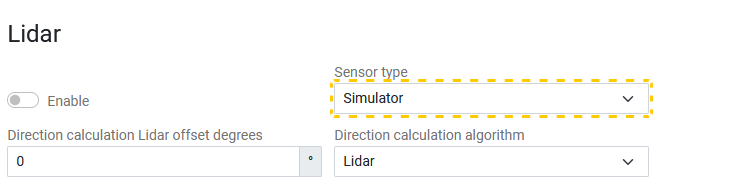 Lidar
Sensor type
Enable
Simulator
Direction calculation Lidar offset degrees
Direction calculation algorithm
0 °
Lidar